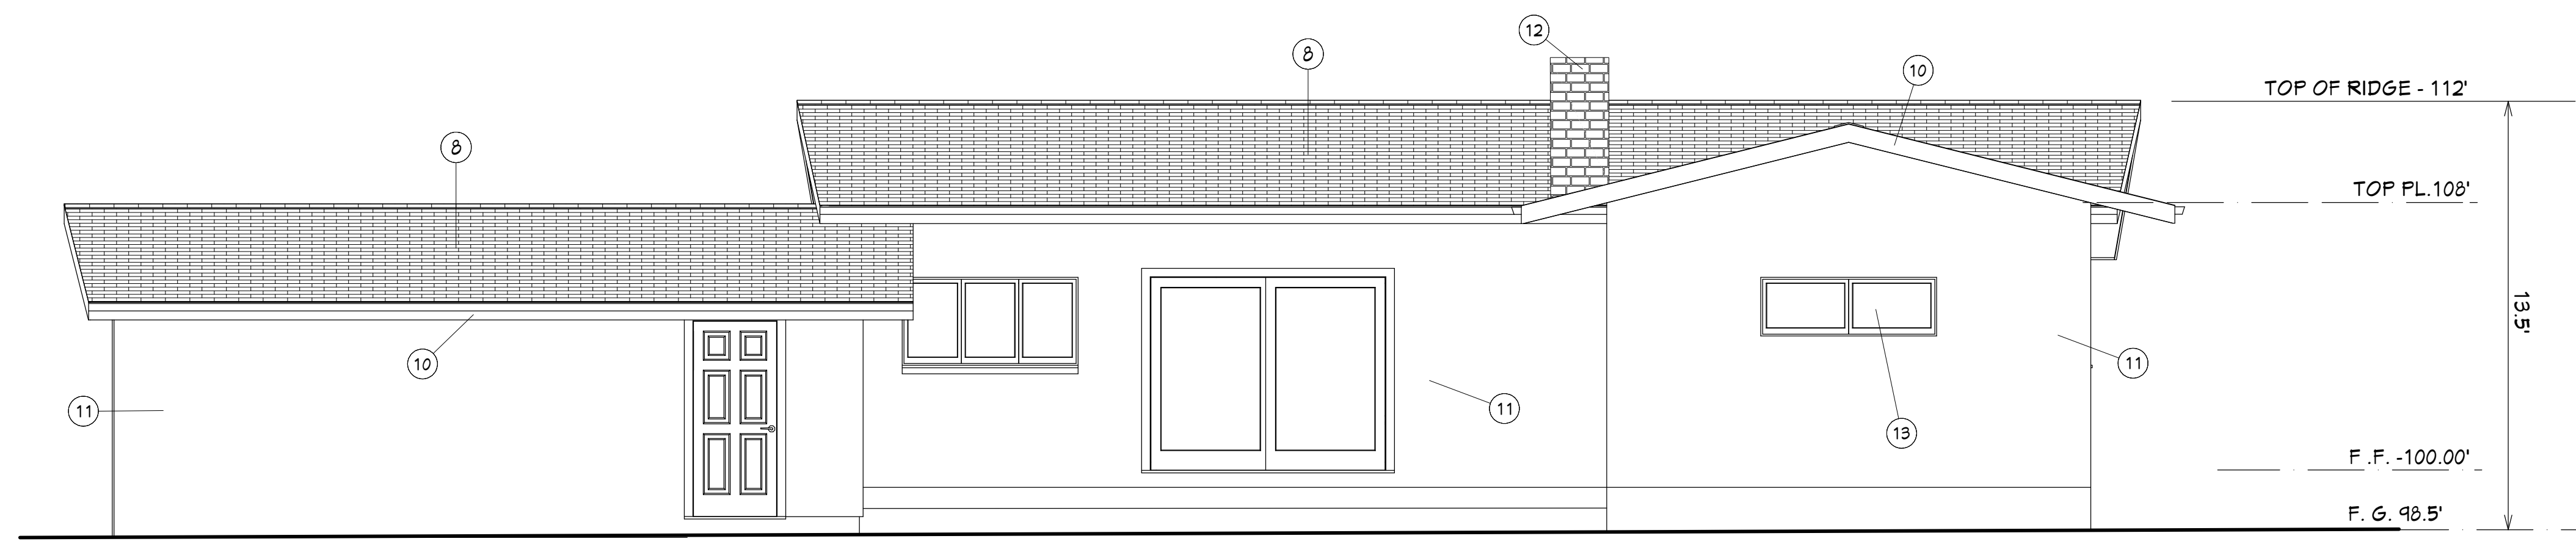 12
8
10
TOP OF RIDGE - 112'
8
TOP PL.108'
13.5'
10
11
11
11
13
F .F. -100.00'
F. G. 98.5'